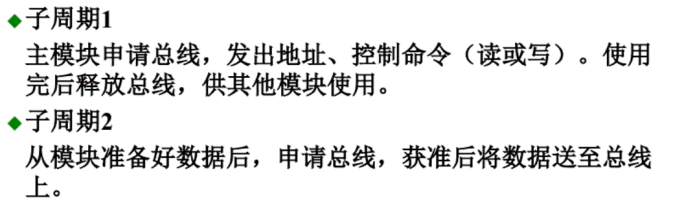 ◆子周期1
主模块申请总线，发出地址、控制命令（读或写）。使用
完后释放总线，供其他模块使用。
◆子周期2
从模块准备好数据后，申请总线，获准后将数据送至总线
上。